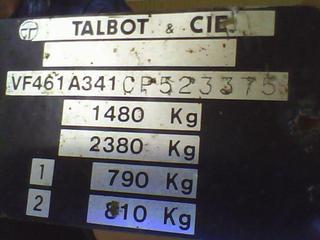 TALBOT & CIE
VF461A341CP523375
1480 Kg
2380 Kg
1 790 Kg
2 810 Kg